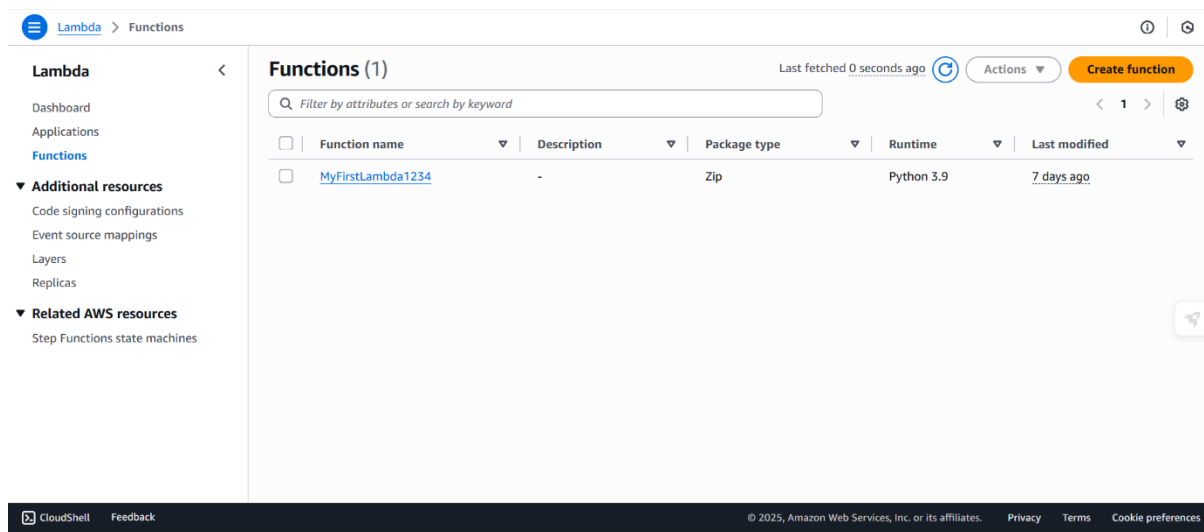 Lambda > Functions
Lambda
Dashboard
Applications
Functions
Additional resources
Code signing configurations
Event source mappings
Layers
Replicas
Related AWS resources
Step Functions state machines
Functions (1)
Last fetched 0 seconds ago
Actions
Create function
Filter by attributes or search by keyword
< 1 >
Function name Description Package type Runtime Last modified
MyFirstLambda1234 - Zip Python 3.9 7 days ago
CloudShell Feedback © 2025, Amazon Web Services, Inc. or its affiliates. Privacy Terms Cookie preferences